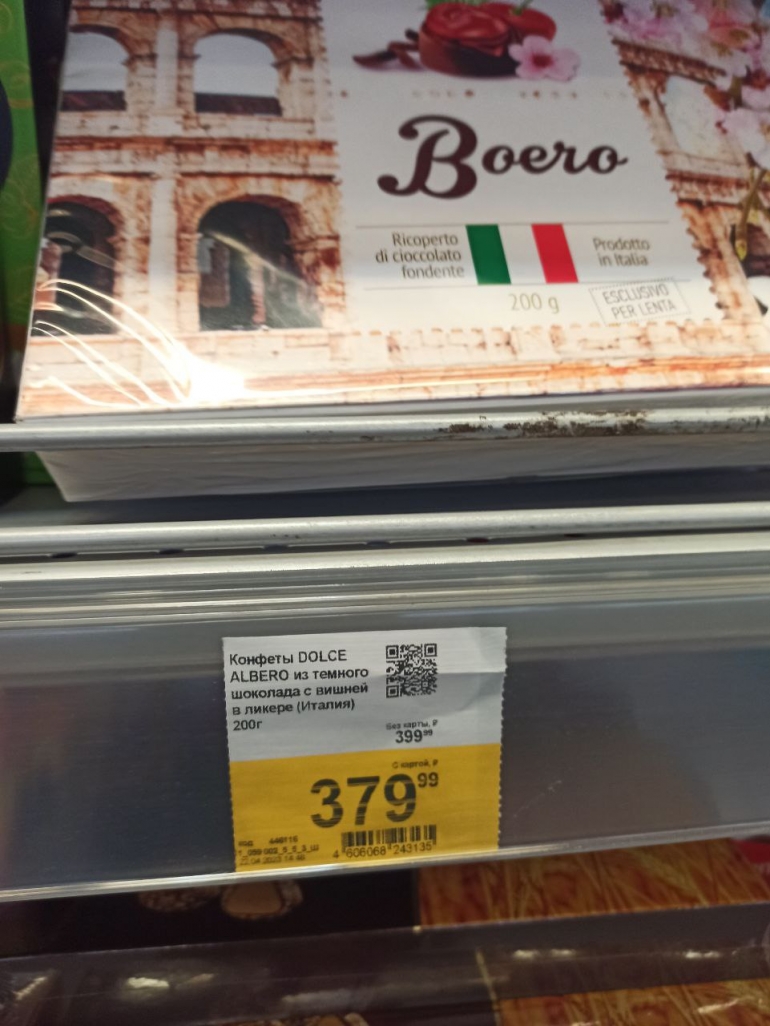 Boero
Ricoperto
di cioccolato
fondente
Prodotto
in Italia
200 g
ESCLUSIVO
PER LENTA
Конфеты DOLCE
ALBERO из темного
шоколада с вишней
в ликере (Италия)
200г
без карты, ₽
399⁹⁹
С картой, ₽
379⁹⁹
код
4 606068 243135